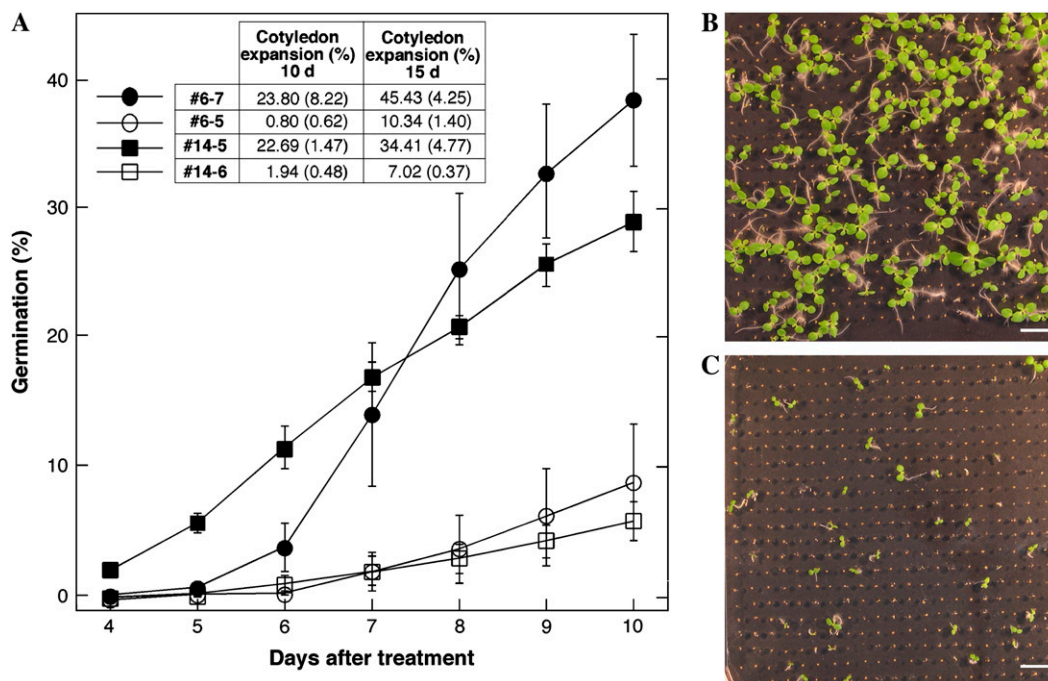 A
B
C
Cotyledon expansion (%) 10 d
Cotyledon expansion (%) 15 d
#6-7 23.80 (8.22) 45.43 (4.25)
#6-5 0.80 (0.62) 10.34 (1.40)
#14-5 22.69 (1.47) 34.41 (4.77)
#14-6 1.94 (0.48) 7.02 (0.37)
Germination (%)
40
30
20
10
0
4 5 6 7 8 9 10
Days after treatment